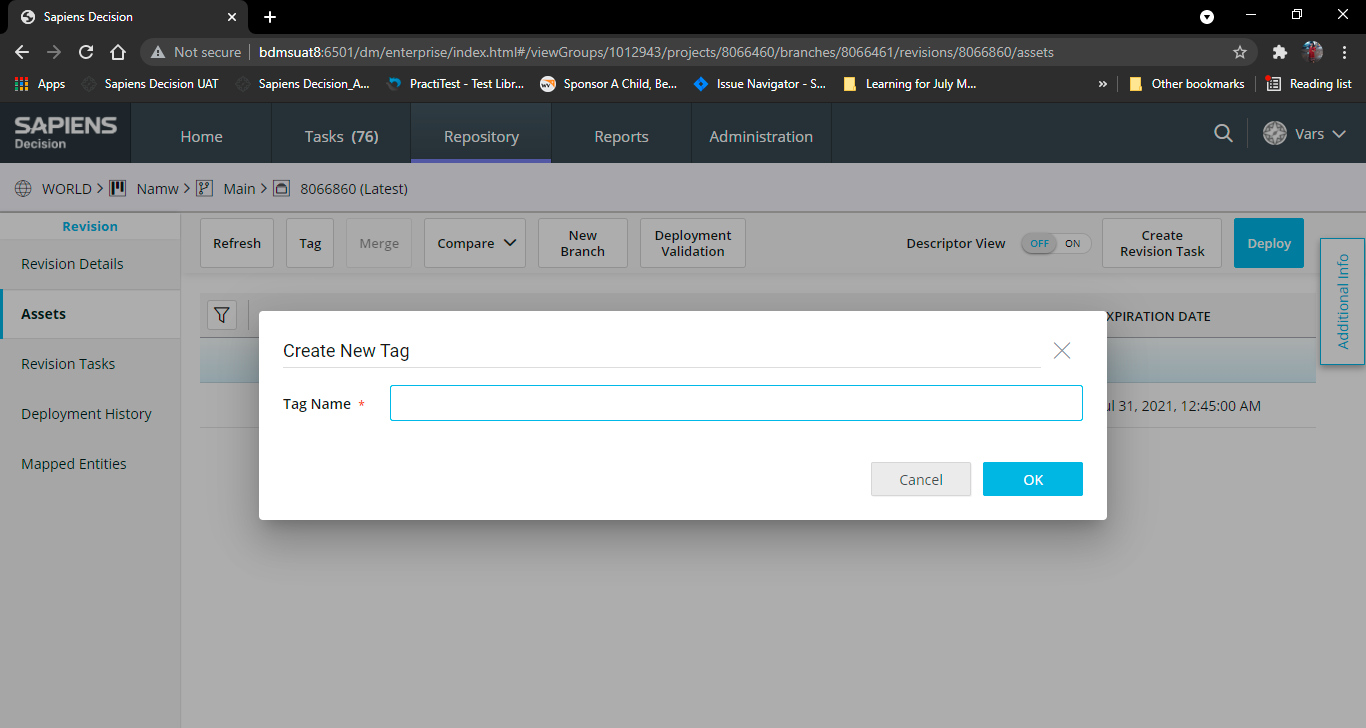 Sapiens Decision
Not secure bdmsuat8:6501/dm/enterprise/index.html#/viewGroups/1012943/projects/8066460/branches/8066461/revisions/8066860/assets
Apps Sapiens Decision UAT Sapiens Decision_A... PractiTest - Test Libr... Sponsor A Child, Be... Issue Navigator - S... Learning for July M... » Other bookmarks Reading list
SAPIENS
Decision
Home Tasks (76) Repository Reports Administration Vars
WORLD > Namw > Main > 8066860 (Latest)
Revision
Revision Details
Assets
Revision Tasks
Deployment History
Mapped Entities
Refresh Tag Merge Compare New Branch Deployment Validation Descriptor View OFF ON Create Revision Task Deploy
Additional Info
XPIRATION DATE
ul 31, 2021, 12:45:00 AM
Create New Tag
Tag Name *
Cancel OK